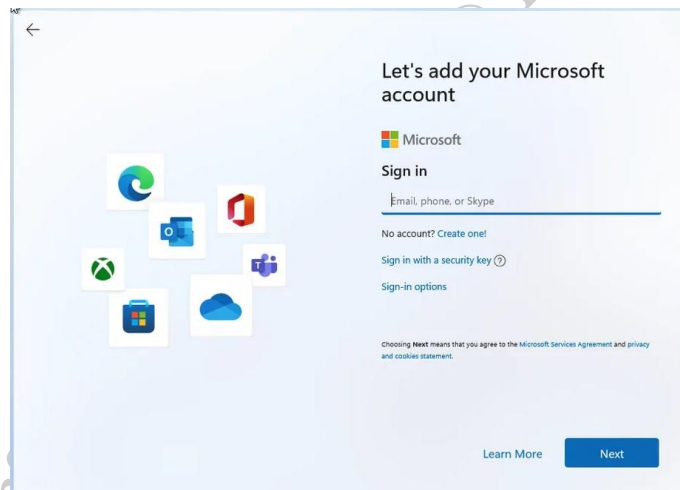 Let's add your Microsoft
account
Microsoft
Sign in
Email, phone, or Skype
No account? Create one!
Sign in with a security key
Sign-in options
Choosing Next means that you agree to the Microsoft Services Agreement and privacy
and cookies statement.
Learn More
Next